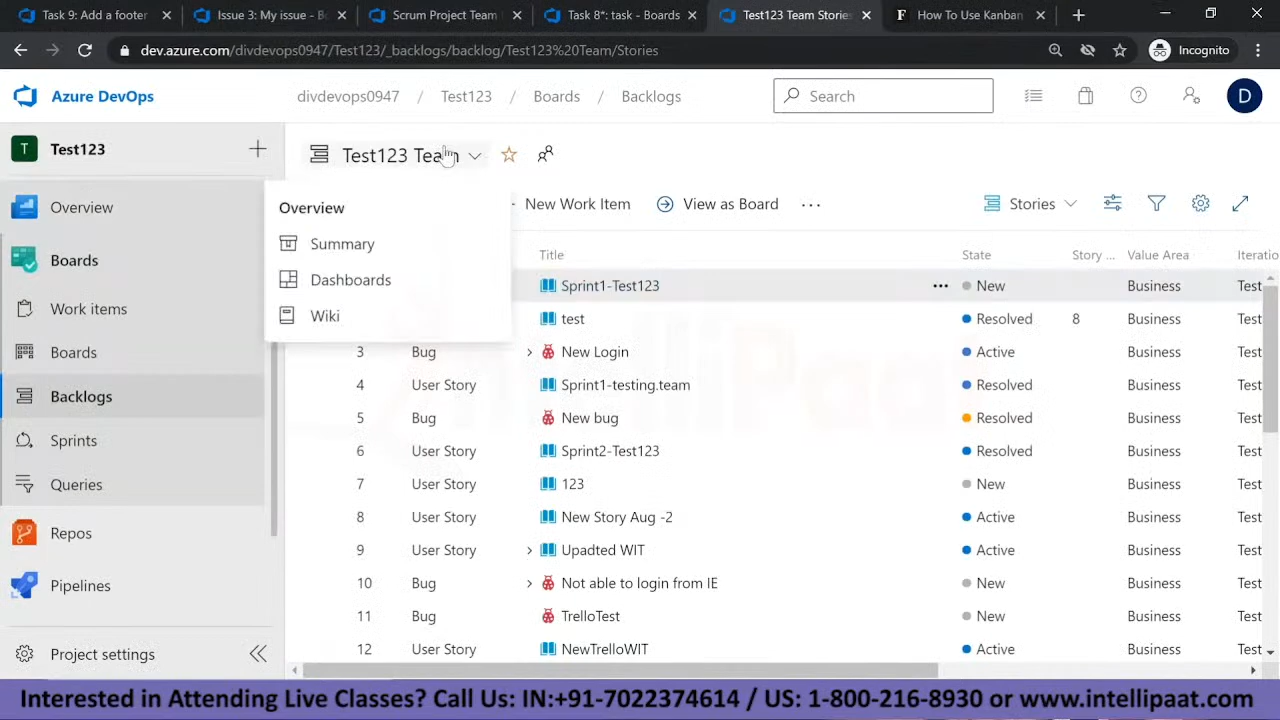 Task 9: Add a footer
Issue 3: My issue - Bo
Scrum Project Team
Task 8*: task - Boards
Test123 Team Stories
How To Use Kanban
dev.azure.com/divdevops0947/Test123/_backlogs/backlog/Test123%20Team/Stories
Incognito
Azure DevOps
divdevops0947 / Test123 / Boards / Backlogs
Search
D
T Test123
Test123 Team
Overview
Overview
Summary
Dashboards
Wiki
New Work Item
View as Board
Stories
Boards
Work items
Boards
Backlogs
Sprints
Queries
Repos
Pipelines
Project settings
Title State Story ... Value Area Iteratio
Sprint1-Test123 ... New Business Test
test Resolved 8 Business Test
3 Bug New Login Active Business Test
4 User Story Sprint1-testing.team Resolved Business Test
5 Bug New bug Resolved Business Test
6 User Story Sprint2-Test123 Resolved Business Test
7 User Story 123 New Business Test
8 User Story New Story Aug -2 Active Business Test
9 User Story Upadted WIT Active Business Test
10 Bug Not able to login from IE New Business Test
11 Bug TrelloTest New Business Test
12 User Story NewTrelloWIT Active Business Test
Interested in Attending Live Classes? Call Us: IN:+91-7022374614 / US: 1-800-216-8930 or www.intellipaat.com